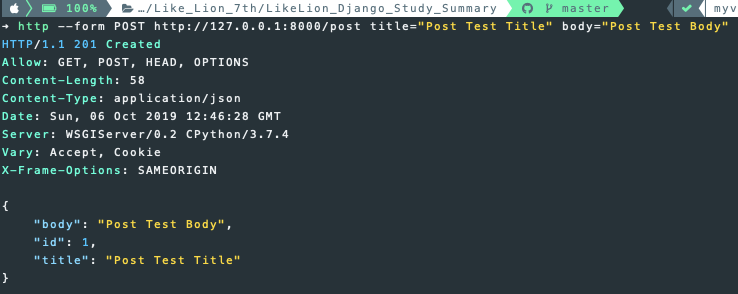 100% …/Like_Lion_7th/LikeLion_Django_Study_Summary master ✔ myv
➜ http --form POST http://127.0.0.1:8000/post title="Post Test Title" body="Post Test Body"
HTTP/1.1 201 Created
Allow: GET, POST, HEAD, OPTIONS
Content-Length: 58
Content-Type: application/json
Date: Sun, 06 Oct 2019 12:46:28 GMT
Server: WSGIServer/0.2 CPython/3.7.4
Vary: Accept, Cookie
X-Frame-Options: SAMEORIGIN

{
    "body": "Post Test Body",
    "id": 1,
    "title": "Post Test Title"
}